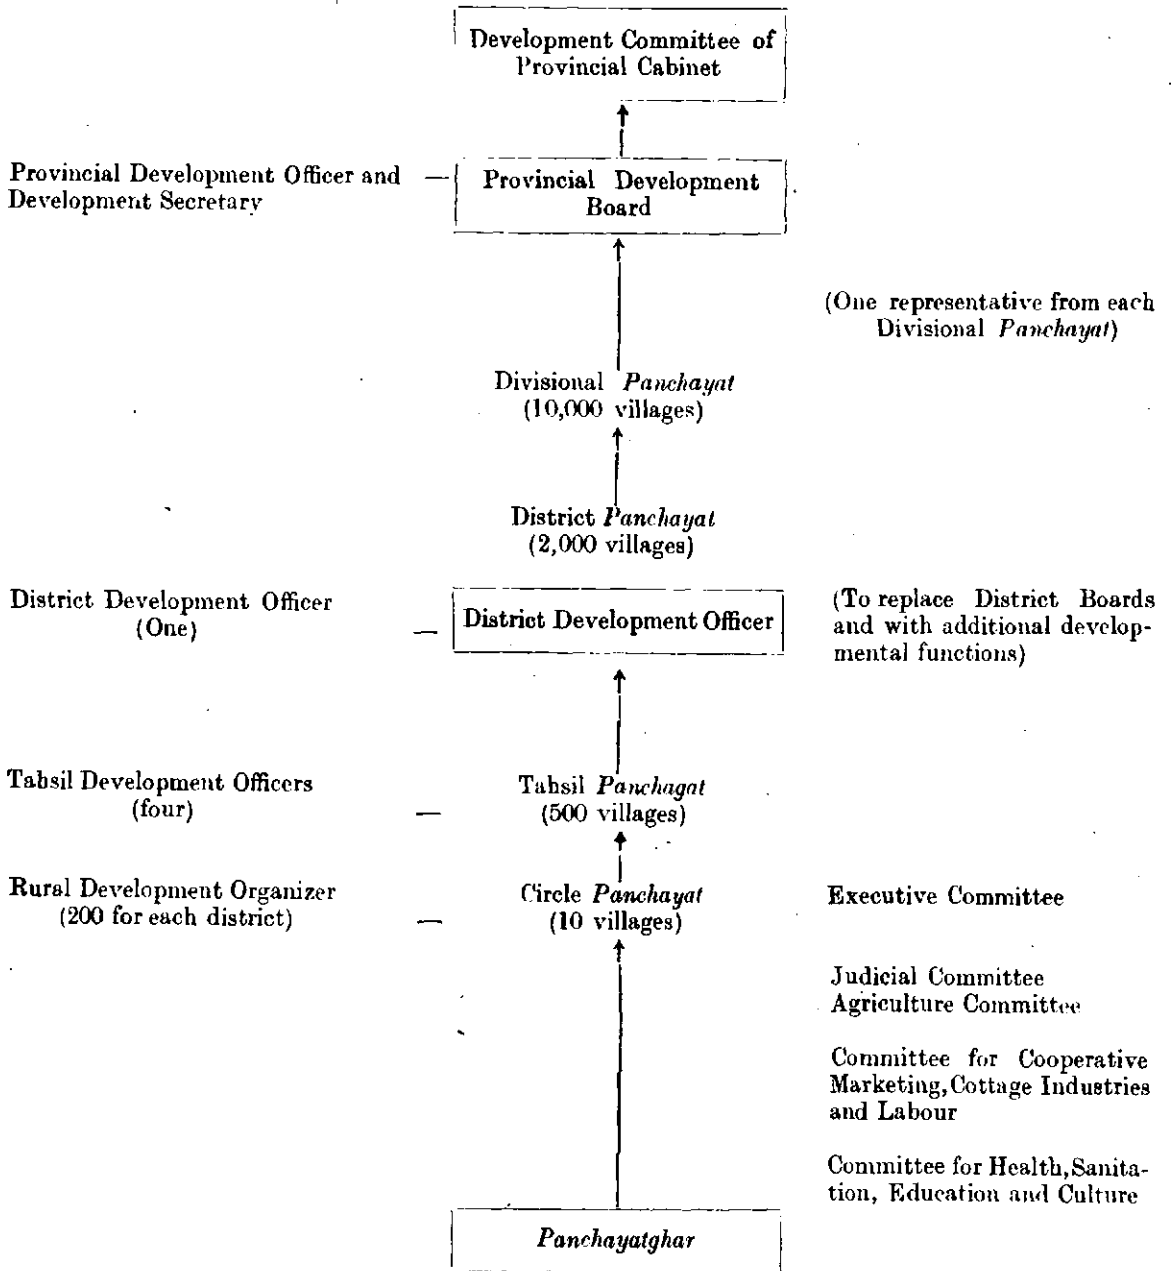 Development Committee of
Provincial Cabinet
Provincial Development Officer and
Development Secretary
—
Provincial Development
Board
(One representative from each
Divisional Panchayat)
Divisional Panchayat
(10,000 villages)
District Panchayat
(2,000 villages)
District Development Officer
(One)
—
District Development Officer
(To replace District Boards
and with additional develop-
mental functions)
Tahsil Development Officers
(four)
—
Tahsil Panchagat
(500 villages)
Rural Development Organizer
(200 for each district)
—
Circle Panchayat
(10 villages)
Executive Committee
Judicial Committee
Agriculture Committee
Committee for Cooperative
Marketing, Cottage Industries
and Labour
Committee for Health, Sanita-
tion, Education and Culture
Panchayatghar